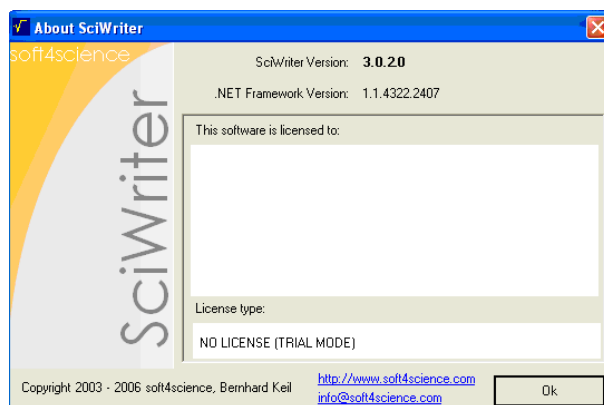 About SciWriter
soft4science
SciWriter
SciWriter Version: 3.0.2.0
.NET Framework Version: 1.1.4322.2407
This software is licensed to:
License type:
NO LICENSE (TRIAL MODE)
Copyright 2003 - 2006 soft4science, Bernhard Keil
http://www.soft4science.com
info@soft4science.com
Ok